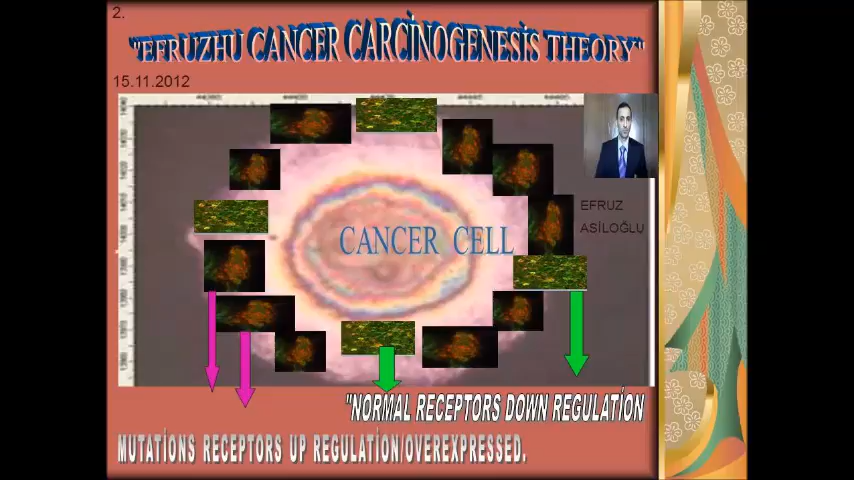 2.
"EFRUZHU CANCER CARCİNOGENESİS THEORY"
15.11.2012
EFRUZ
ASİLOĞLU
CANCER CELL
"NORMAL RECEPTORS DOWN REGULATİON
MUTATİONS RECEPTORS UP REGULATİON/OVEREXPRESSED.